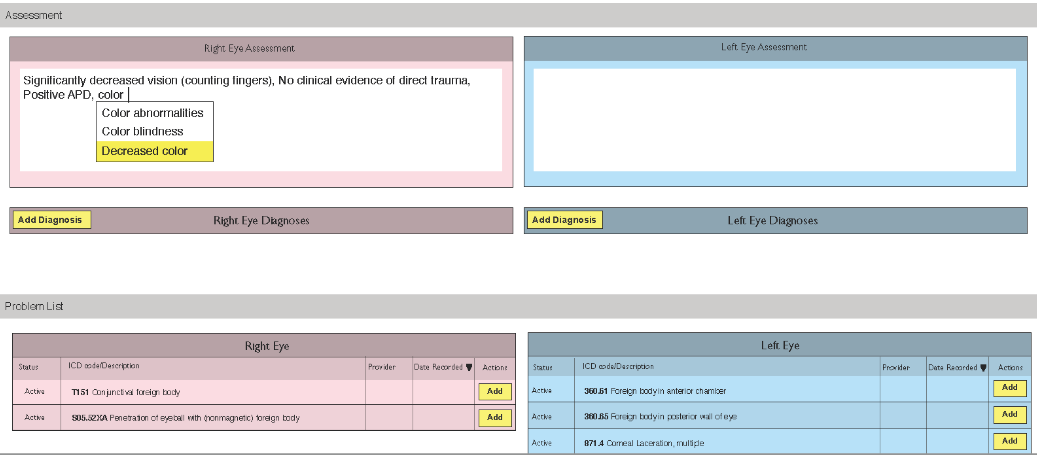 Assessment
Right Eye Assessment
Left Eye Assessment
Significantly decreased vision (counting fingers), No clinical evidence of direct trauma,
Positive APD, color
Color abnormalities
Color blindness
Decreased color
Add Diagnosis
Right Eye Diagnoses
Add Diagnosis
Left Eye Diagnoses
Problem List
Right Eye
Status ICD code/Description Provider Date Recorded ▼ Actions
Active T151 Conjunctival foreign body Add
Active S05.52XA Penetration of eyeball with (nonmagnetic) foreign body Add
Left Eye
Status ICD code/Description Provider Date Recorded ▼ Actions
Active 360.61 Foreign body in anterior chamber Add
Active 360.65 Foreign body in posterior wall of eye Add
Active 871.4 Corneal Laceration, multiple Add